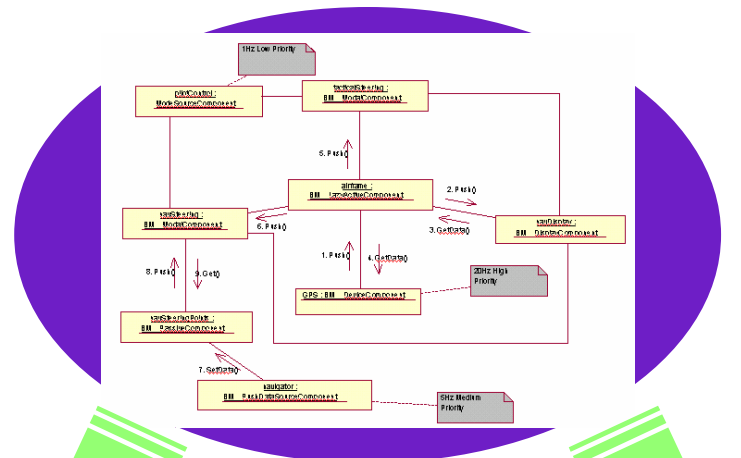 1Hz Low Priority
pilotControl :
ModeSourceComponent
tacticalSteering :
BM__ModalComponent
5. Push()
airframe :
BM__LazyActiveComponent
2. Push()
navSteering :
BM__ModalComponent
6. Push()
3. GetData()
navDisplay :
BM__DisplayComponent
1. Push()
4. GetData()
8. Push()
9. Get()
20Hz High
Priority
GPS : BM__DeviceComponent
navSteeringPoints :
BM__PassiveComponent
7. SetData()
navigator :
BM__PushDataSourceComponent
5Hz Medium
Priority